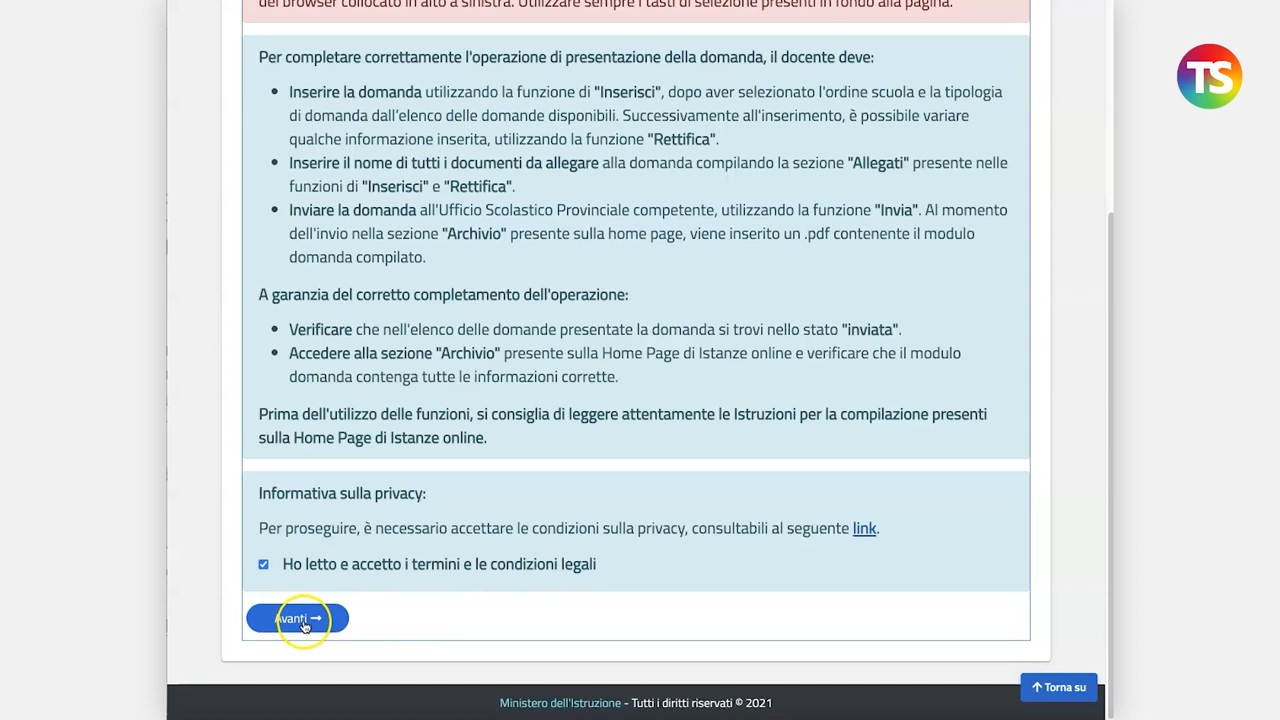 del browser collocato in alto a sinistra. Utilizzare sempre i tasti di selezione presenti in fondo alla pagina.
TS
Per completare correttamente l'operazione di presentazione della domanda, il docente deve:
Inserire la domanda utilizzando la funzione di "Inserisci", dopo aver selezionato l'ordine scuola e la tipologia
di domanda dall'elenco delle domande disponibili. Successivamente all'inserimento, è possibile variare
qualche informazione inserita, utilizzando la funzione "Rettifica".
Inserire il nome di tutti i documenti da allegare alla domanda compilando la sezione "Allegati" presente nelle
funzioni di "Inserisci" e "Rettifica".
Inviare la domanda all'Ufficio Scolastico Provinciale competente, utilizzando la funzione "Invia". Al momento
dell'invio nella sezione "Archivio" presente sulla home page, viene inserito un .pdf contenente il modulo
domanda compilato.
A garanzia del corretto completamento dell'operazione:
Verificare che nell'elenco delle domande presentate la domanda si trovi nello stato "inviata".
Accedere alla sezione "Archivio" presente sulla Home Page di Istanze online e verificare che il modulo
domanda contenga tutte le informazioni corrette.
Prima dell'utilizzo delle funzioni, si consiglia di leggere attentamente le Istruzioni per la compilazione presenti
sulla Home Page di Istanze online.
Informativa sulla privacy:
Per proseguire, è necessario accettare le condizioni sulla privacy, consultabili al seguente link.
Ho letto e accetto i termini e le condizioni legali
Avanti
Torna su
Ministero dell'Istruzione - Tutti i diritti riservati © 2021